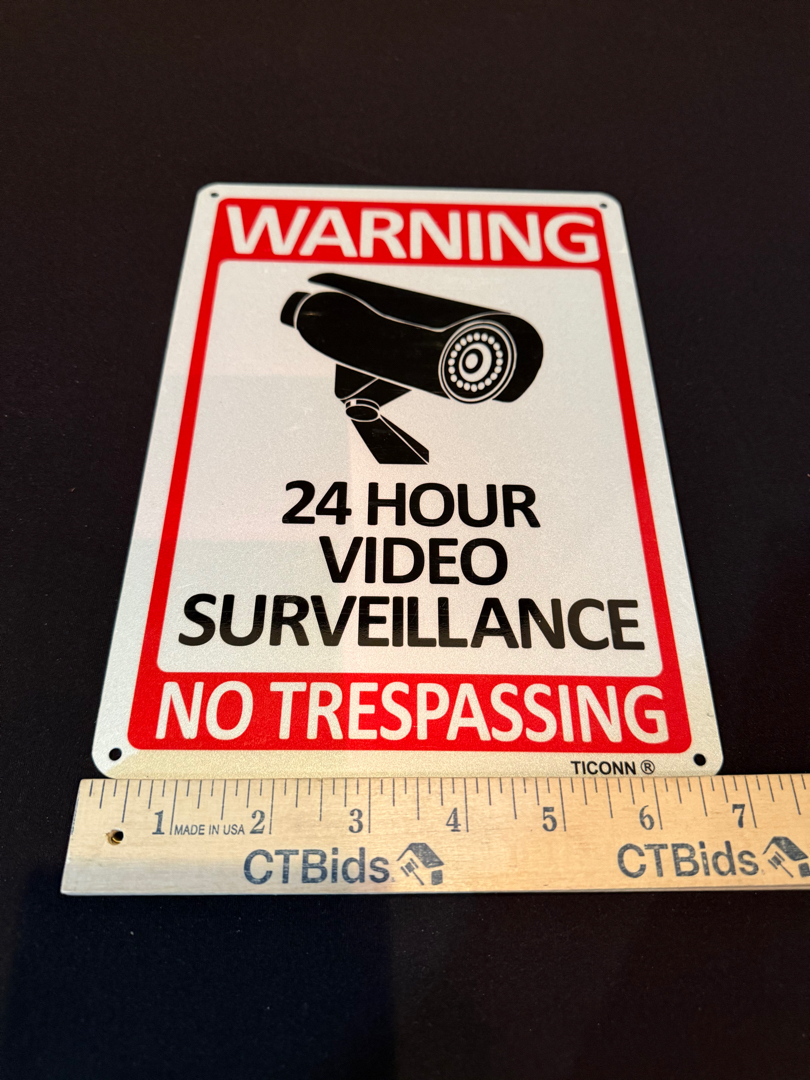 WARNING
24 HOUR
VIDEO
SURVEILLANCE
NO TRESPASSING
TICONN ®
1 MADE IN USA 2 3 4 5 6 7
CTBids CTBids